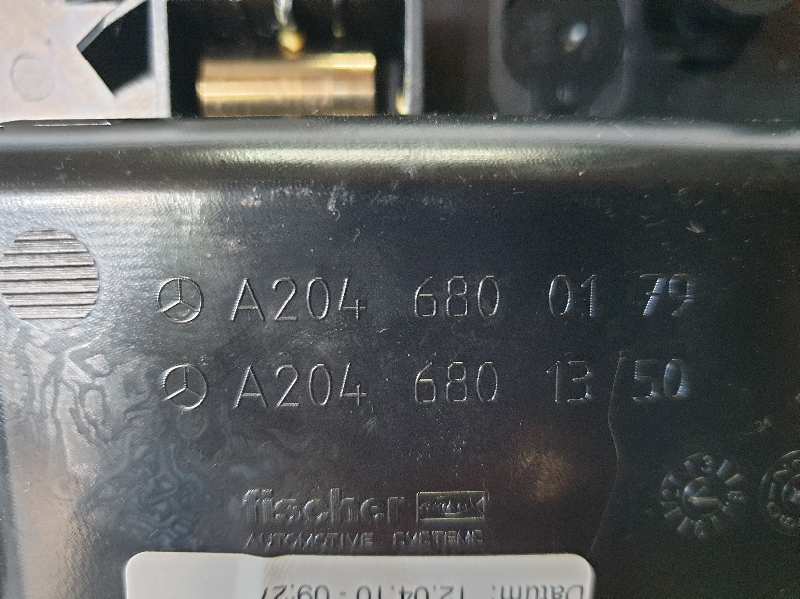 A204 680 01 79
A204 680 13 50
fischer
AUTOMOTIVE SYSTEMS
Datum: 12.04.10 - 09:27